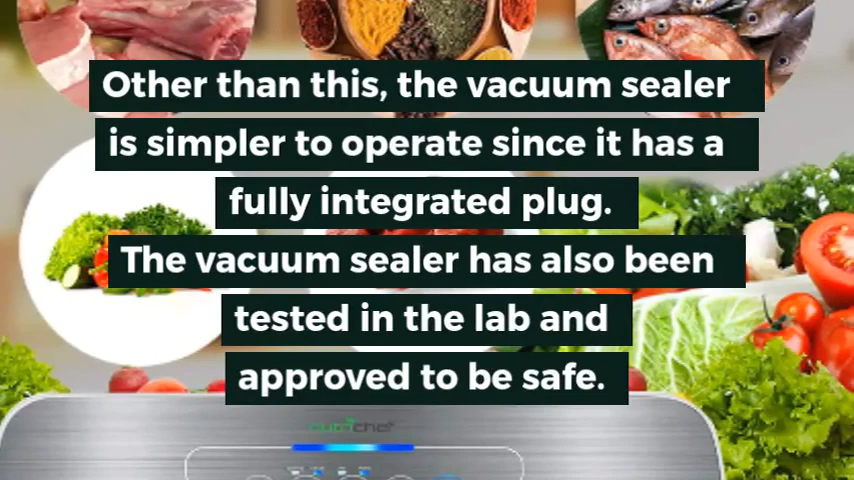 Other than this, the vacuum sealer
is simpler to operate since it has a
fully integrated plug.
The vacuum sealer has also been
tested in the lab and
approved to be safe.